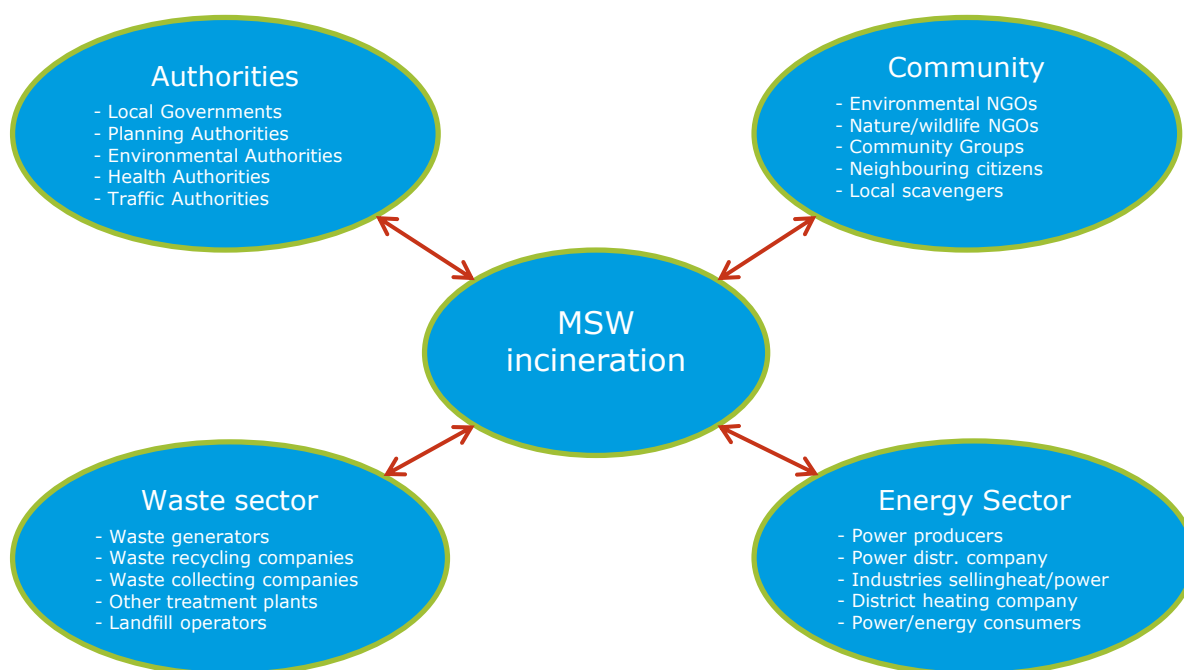 Authorities
- Local Governments
- Planning Authorities
- Environmental Authorities
- Health Authorities
- Traffic Authorities
Community
- Environmental NGOs
- Nature/wildlife NGOs
- Community Groups
- Neighbouring citizens
- Local scavengers
MSW
incineration
Waste sector
- Waste generators
- Waste recycling companies
- Waste collecting companies
- Other treatment plants
- Landfill operators
Energy Sector
- Power producers
- Power distr. company
- Industries sellingheat/power
- District heating company
- Power/energy consumers